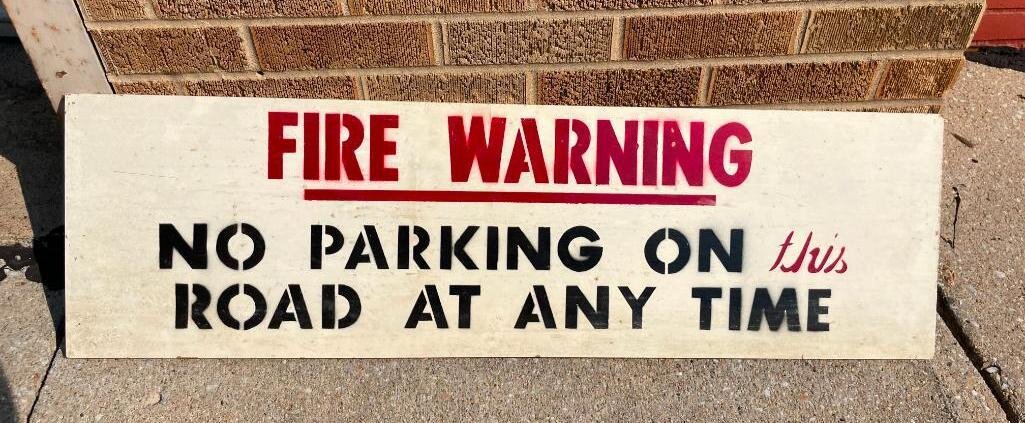 FIRE WARNING
NO PARKING ON this
ROAD AT ANY TIME